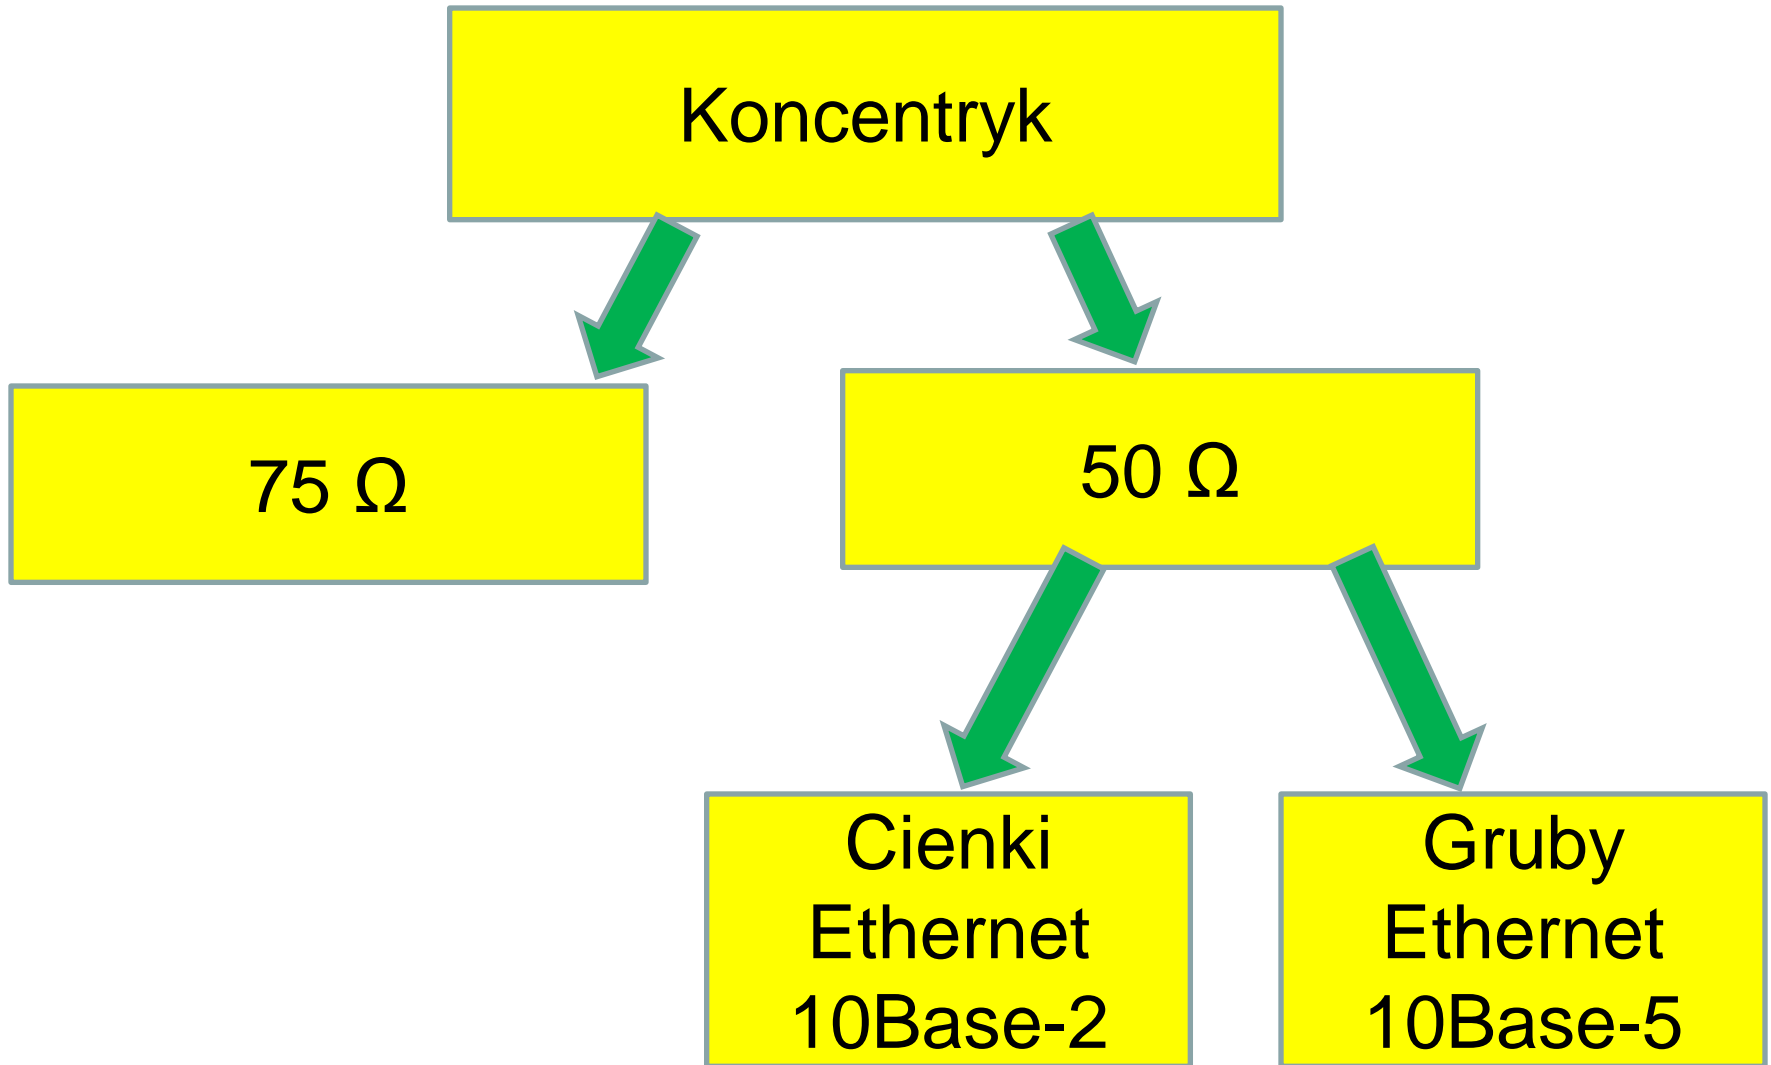 Koncentryk
75 Ω
50 Ω
Cienki
Ethernet
10Base-2
Gruby
Ethernet
10Base-5